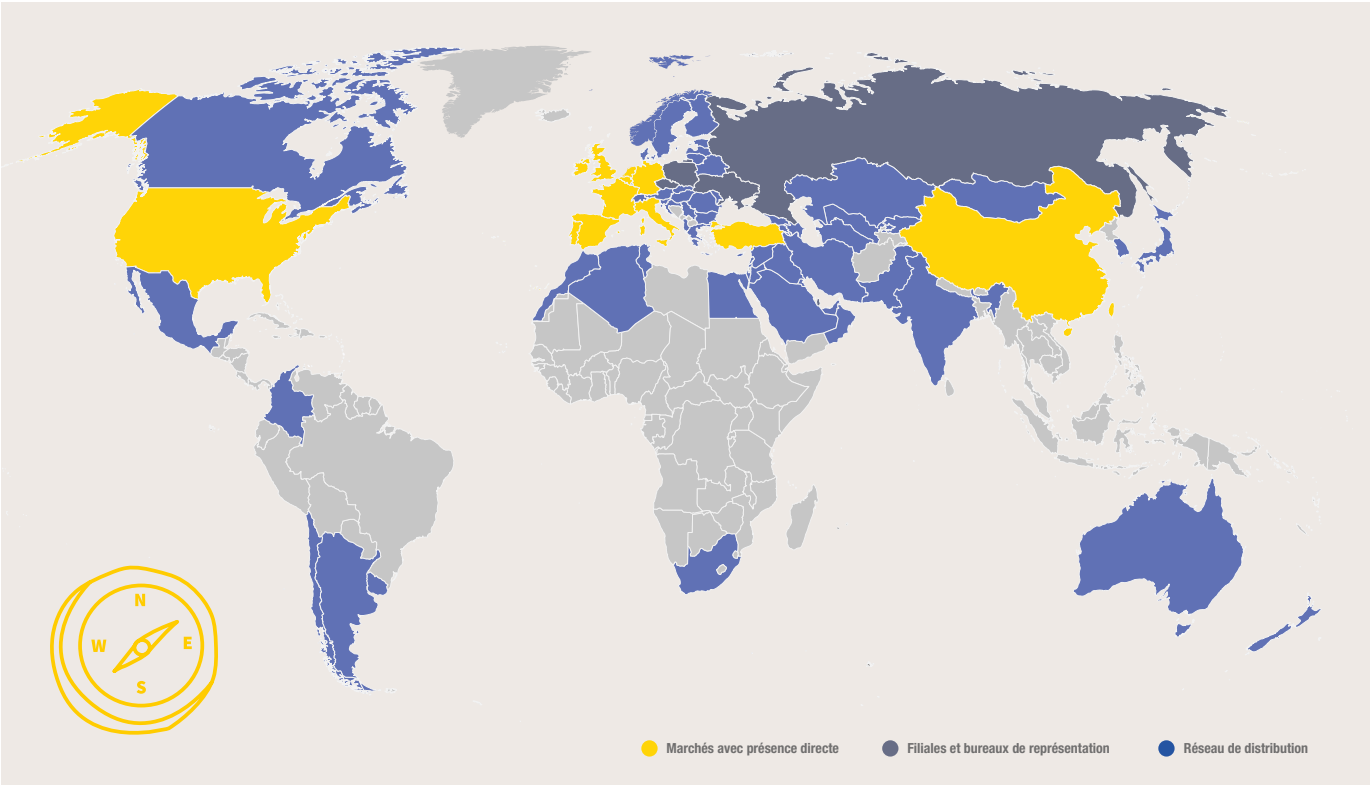 N
W
E
S
Marchés avec présence directe
Filiales et bureaux de représentation
Réseau de distribution